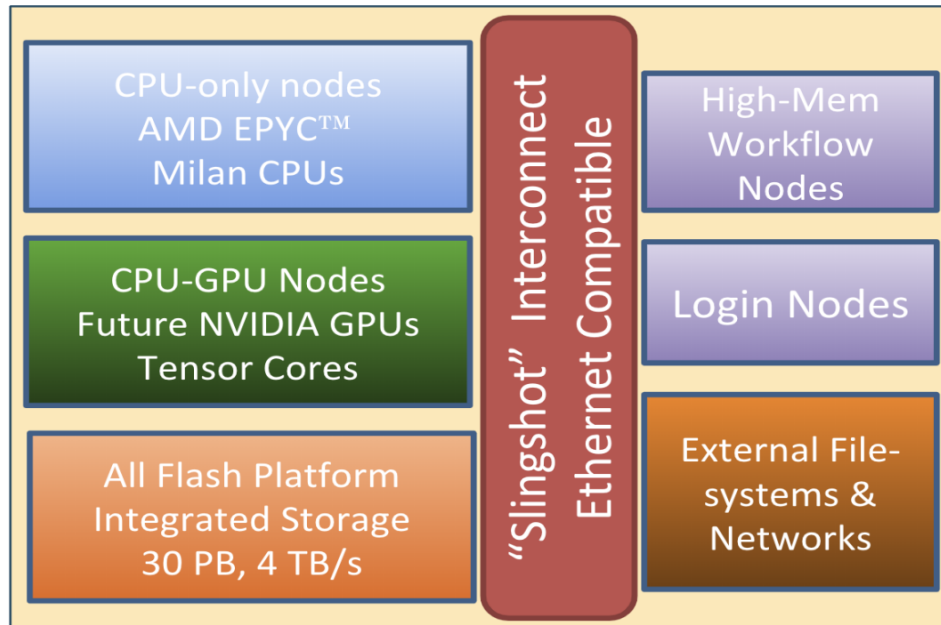 CPU-only nodes
AMD EPYC™
Milan CPUs
CPU-GPU Nodes
Future NVIDIA GPUs
Tensor Cores
All Flash Platform
Integrated Storage
30 PB, 4 TB/s
“Slingshot” Interconnect
Ethernet Compatible
High-Mem
Workflow
Nodes
Login Nodes
External File-
systems &
Networks